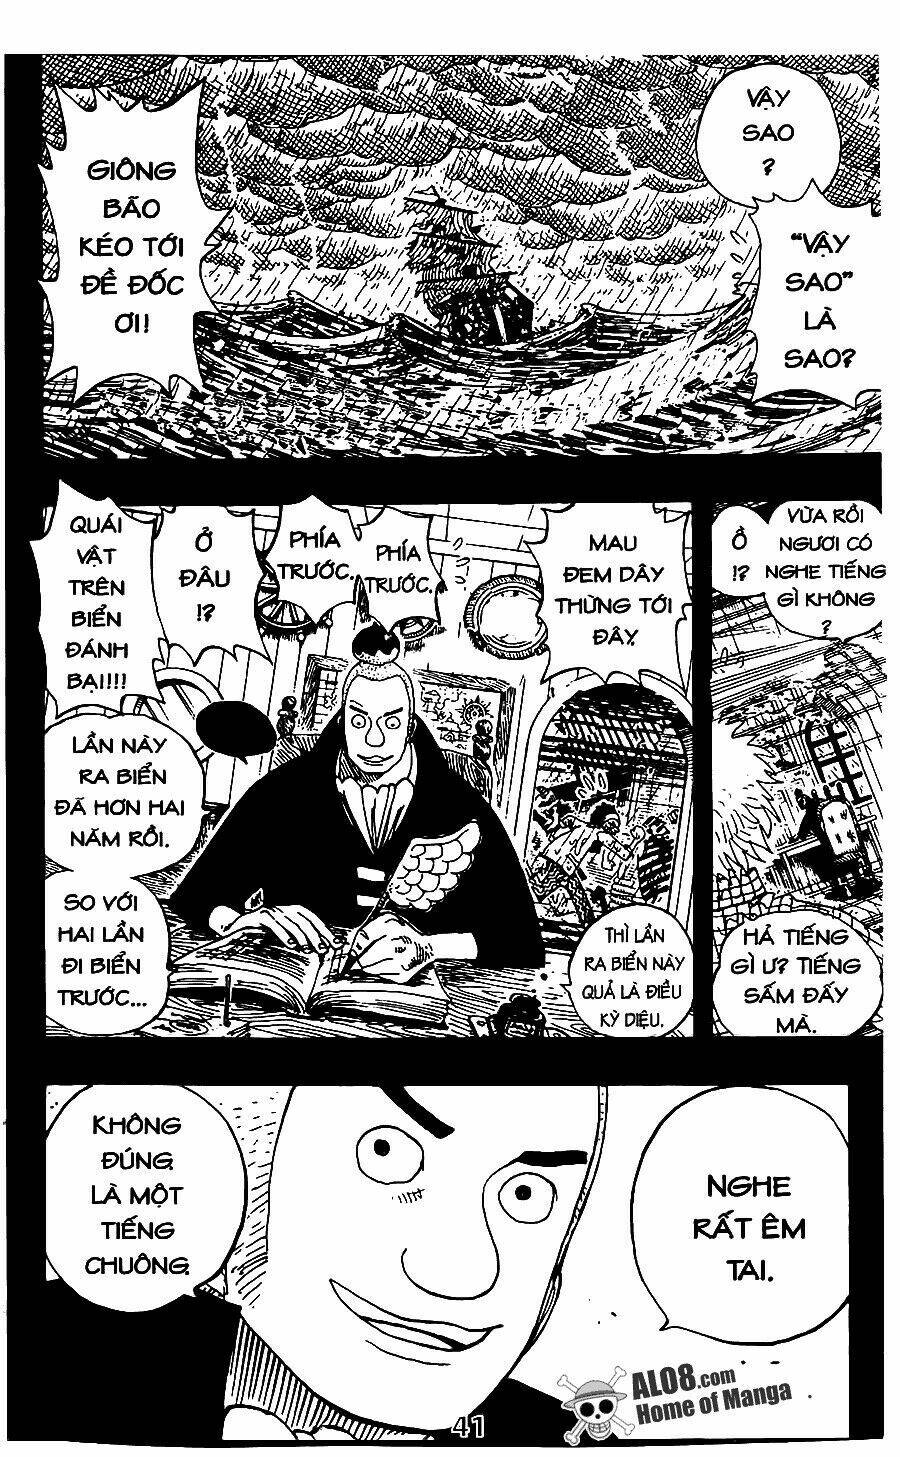 VẬY
SAO
?
"VẬY
SAO"
LÀ
SAO?
GIÔNG
BÃO
KÉO TỚI
ĐỀ ĐỐC
ƠI!
VỪA RỒI
NGƯƠI CÓ
NGHE TIẾNG
GÌ KHÔNG
?
Ồ
!?
HẢ TIẾNG
GÌ Ư? TIẾNG
SẤM ĐẤY
MÀ.
MAU
ĐEM DÂY
THỪNG TỚI
ĐÂY.
PHÍA
TRƯỚC.
PHÍA
TRƯỚC.
Ở
ĐÂU
!?
QUÁI
VẬT
TRÊN
BIỂN
ĐÁNH
BẠI!!!!
LẦN NÀY
RA BIỂN
ĐÃ HƠN HAI
NĂM RỒI.
SO VỚI
HAI LẦN
ĐI BIỂN
TRƯỚC...
THÌ LẦN
RA BIỂN NÀY
QUẢ LÀ ĐIỀU
KỲ DIỆU.
NGHE
RẤT ÊM
TAI.
KHÔNG
ĐÚNG.
LÀ MỘT
TIẾNG
CHUÔNG.
ALO8.com
Home of Manga
41